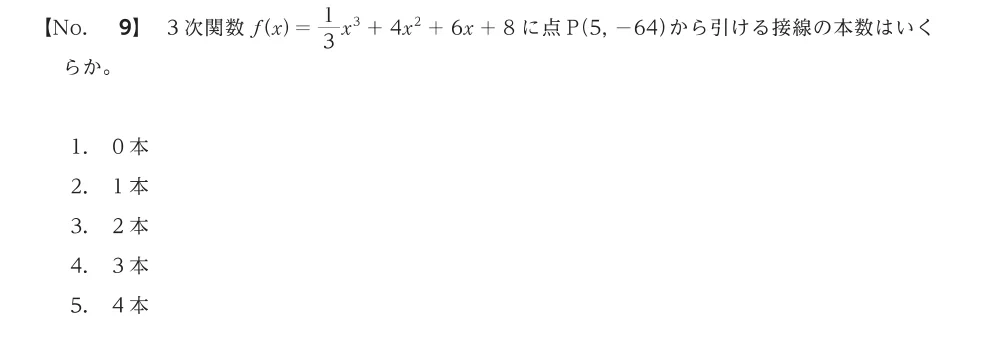 【No. 9】 3次関数 f(x) = 1/3 x³ + 4x² + 6x + 8 に点 P(5, −64)から引ける接線の本数はいく
らか。
1. 0本
2. 1本
3. 2本
4. 3本
5. 4本